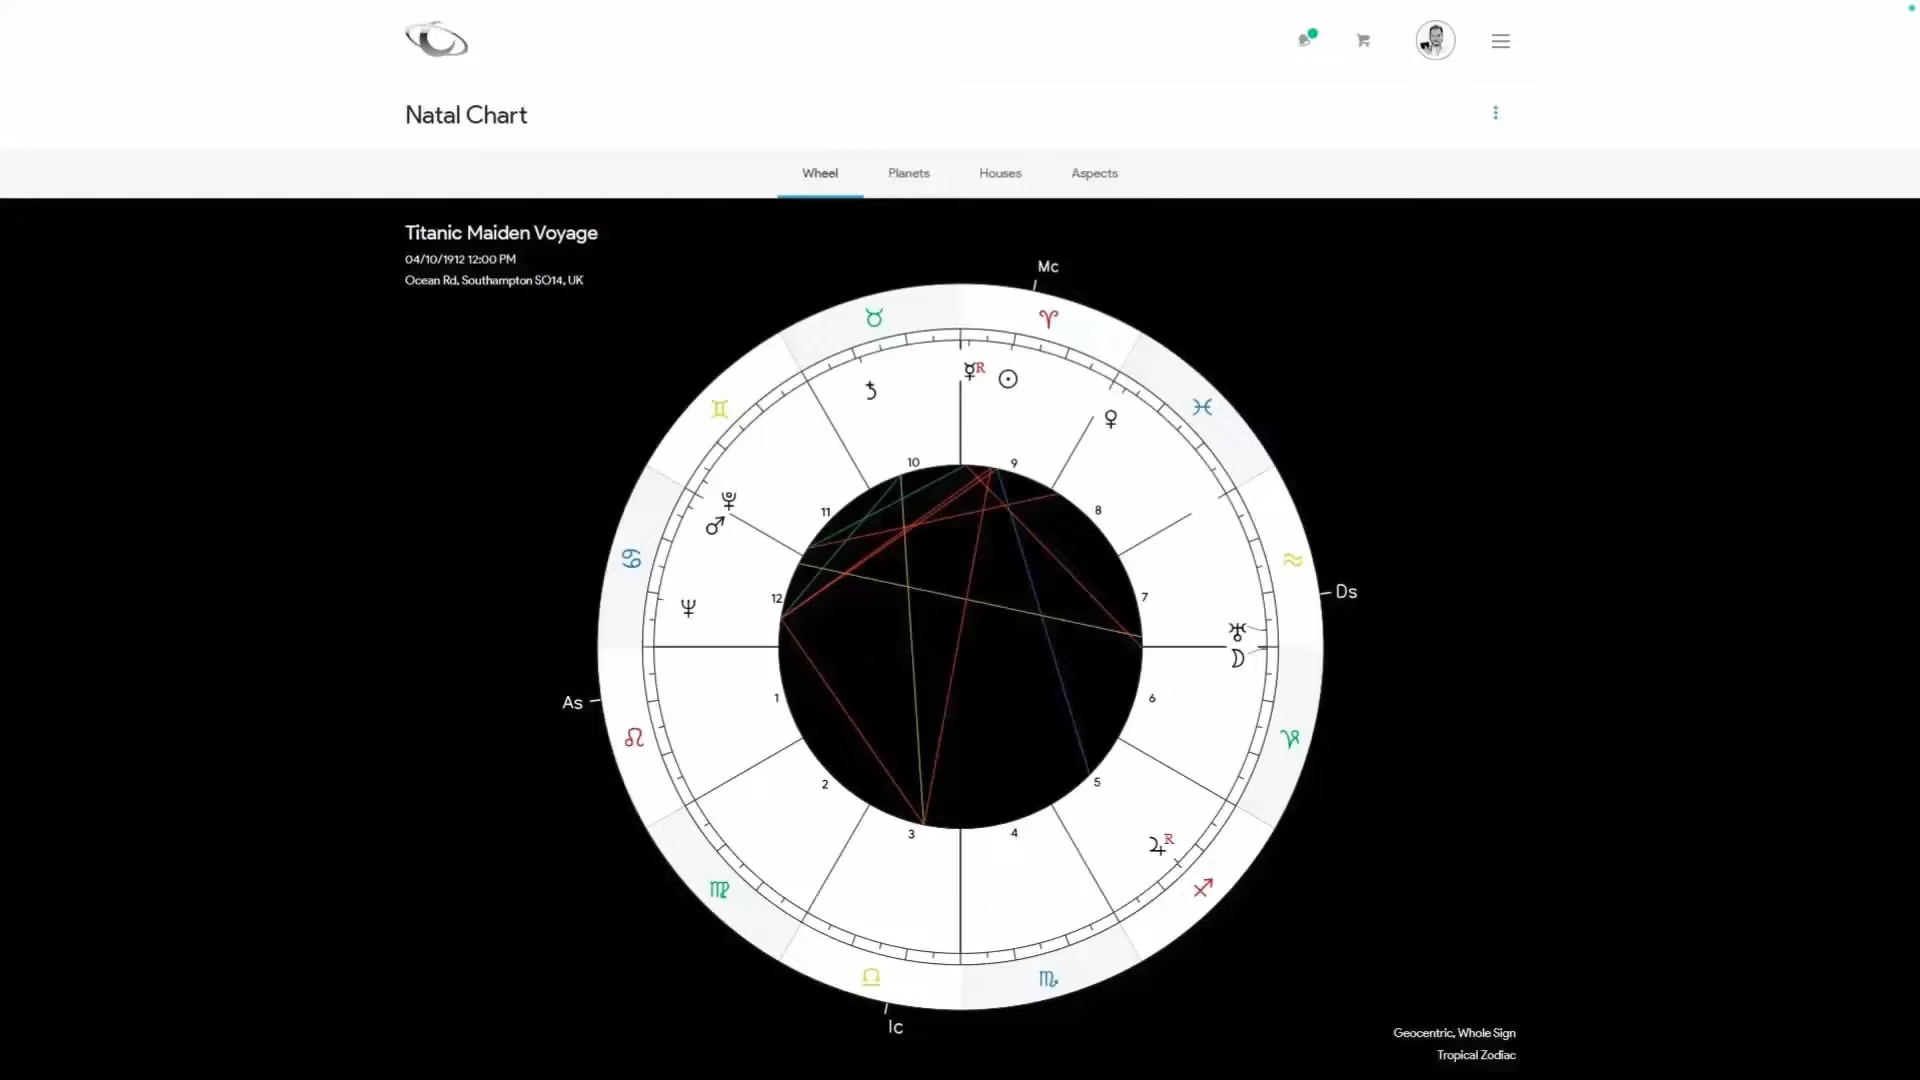 Natal Chart
Wheel Planets Houses Aspects
Titanic Maiden Voyage
04/10/1912 12:00 PM
Ocean Rd, Southampton SO14, UK
Mc
♉ ♈
☿R ☉
♄
♊ ♓
♀
10 9
♇
11 8
♂
♋ ♒
Ds
12 7
♆
♅
☽
As
1 6
♌ ♑
2 5
3 4
♃R
♍ ♐
♎ ♏
Ic
Geocentric, Whole Sign
Tropical Zodiac